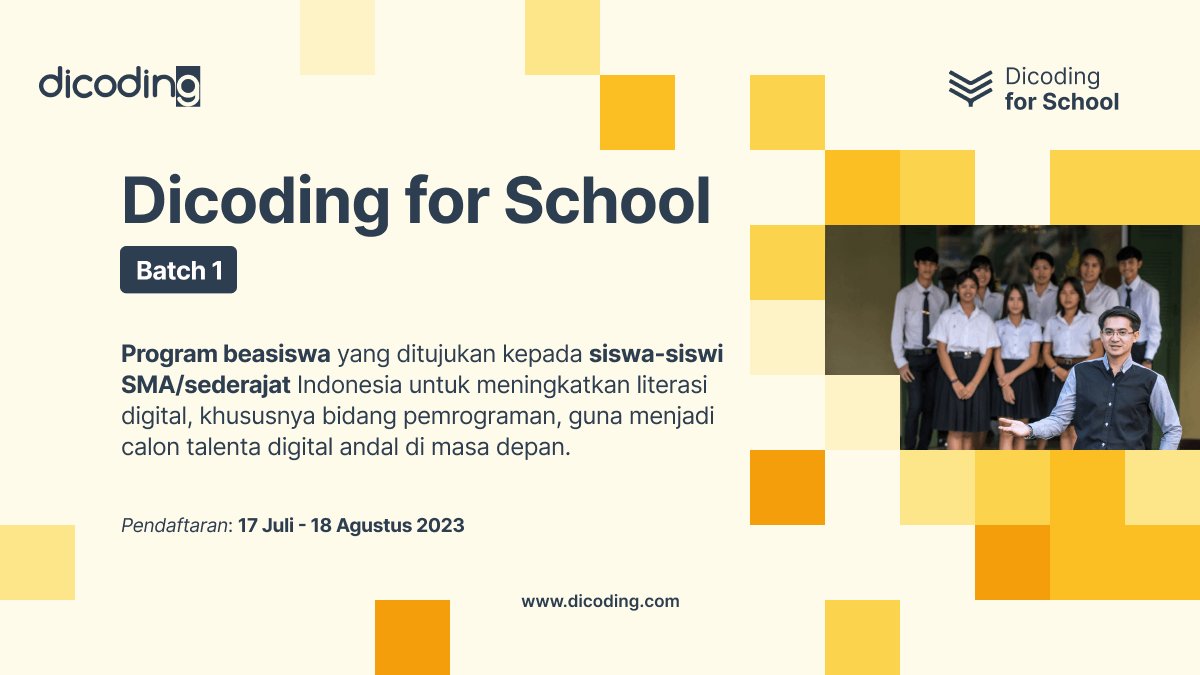 dicoding
Dicoding
for School
Dicoding for School
Batch 1
Program beasiswa yang ditujukan kepada siswa-siswi
SMA/sederajat Indonesia untuk meningkatkan literasi
digital, khususnya bidang pemrograman, guna menjadi
calon talenta digital andal di masa depan.
Pendaftaran: 17 Juli - 18 Agustus 2023
www.dicoding.com